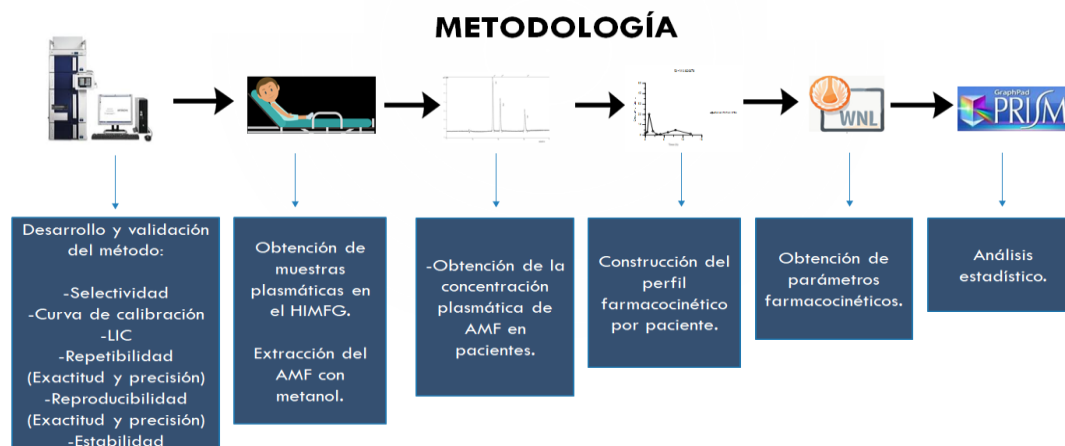 METODOLOGÍA
WNL
GraphPad
PRISM
Desarrollo y validación
del método:
-Selectividad
-Curva de calibración
-LIC
-Repetibilidad
(Exactitud y precisión)
-Reproducibilidad
(Exactitud y precisión)
-Estabilidad
Obtención de
muestras
plasmáticas en
el HIMFG.
Extracción del
AMF con
metanol.
-Obtención de la
concentración
plasmática de
AMF en
pacientes.
Construcción del
perfil
farmacocinético
por paciente.
Obtención de
parámetros
farmacocinéticos.
Análisis
estadístico.